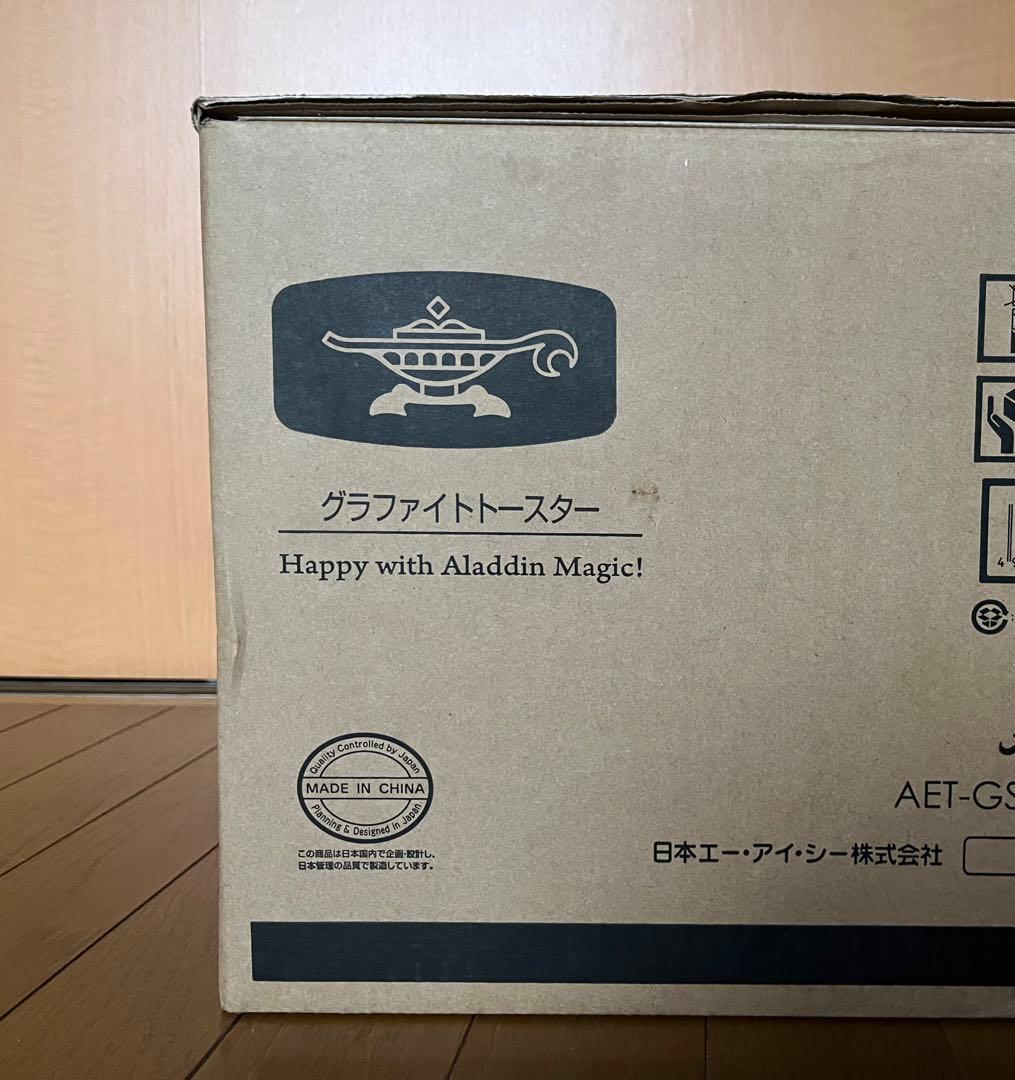 グラファイトトースター
Happy with Aladdin Magic!
Quality Controlled by Japan
MADE IN CHINA
Planning & Designed in Japan
この商品は日本国内で企画・設計し、
日本管理の品質で製造しています。
AET-GS
日本エー・アイ・シー株式会社